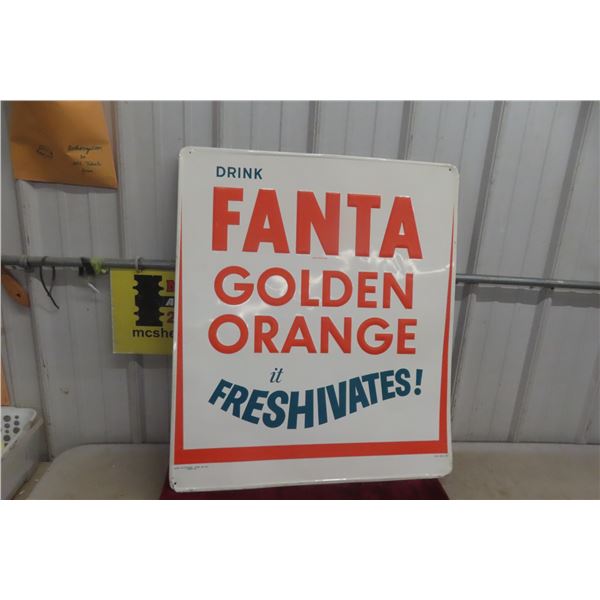 DRINK
FANTA
GOLDEN
ORANGE
it
FRESHIVATES!
mcshe